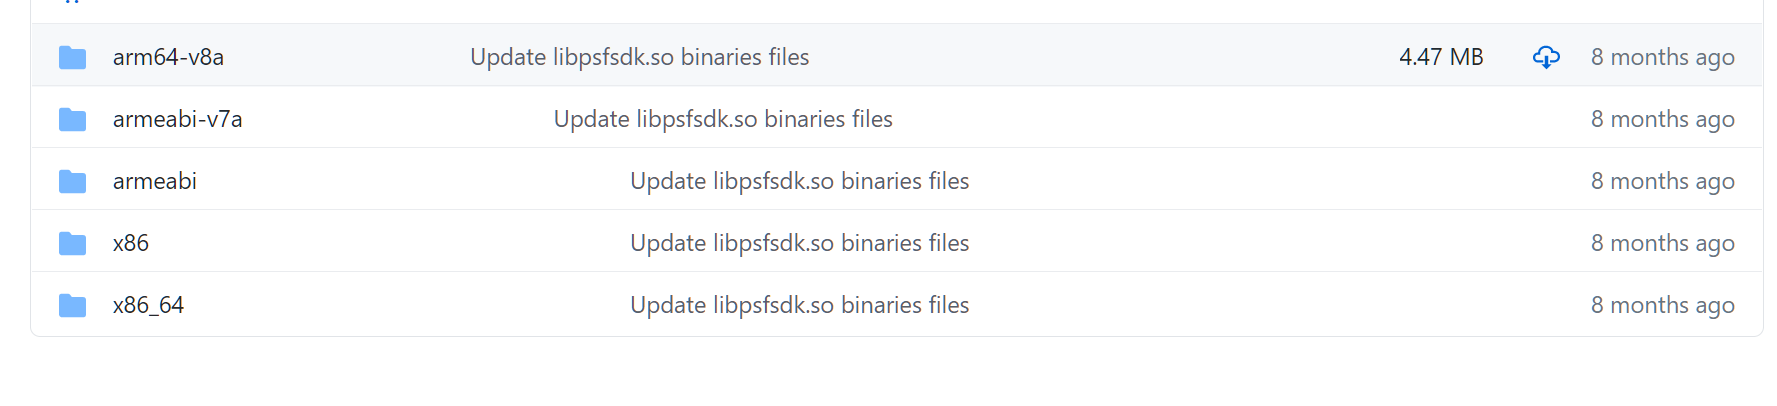 arm64-v8a Update libpsfsdk.so binaries files 4.47 MB 8 months ago
armeabi-v7a Update libpsfsdk.so binaries files 8 months ago
armeabi Update libpsfsdk.so binaries files 8 months ago
x86 Update libpsfsdk.so binaries files 8 months ago
x86_64 Update libpsfsdk.so binaries files 8 months ago